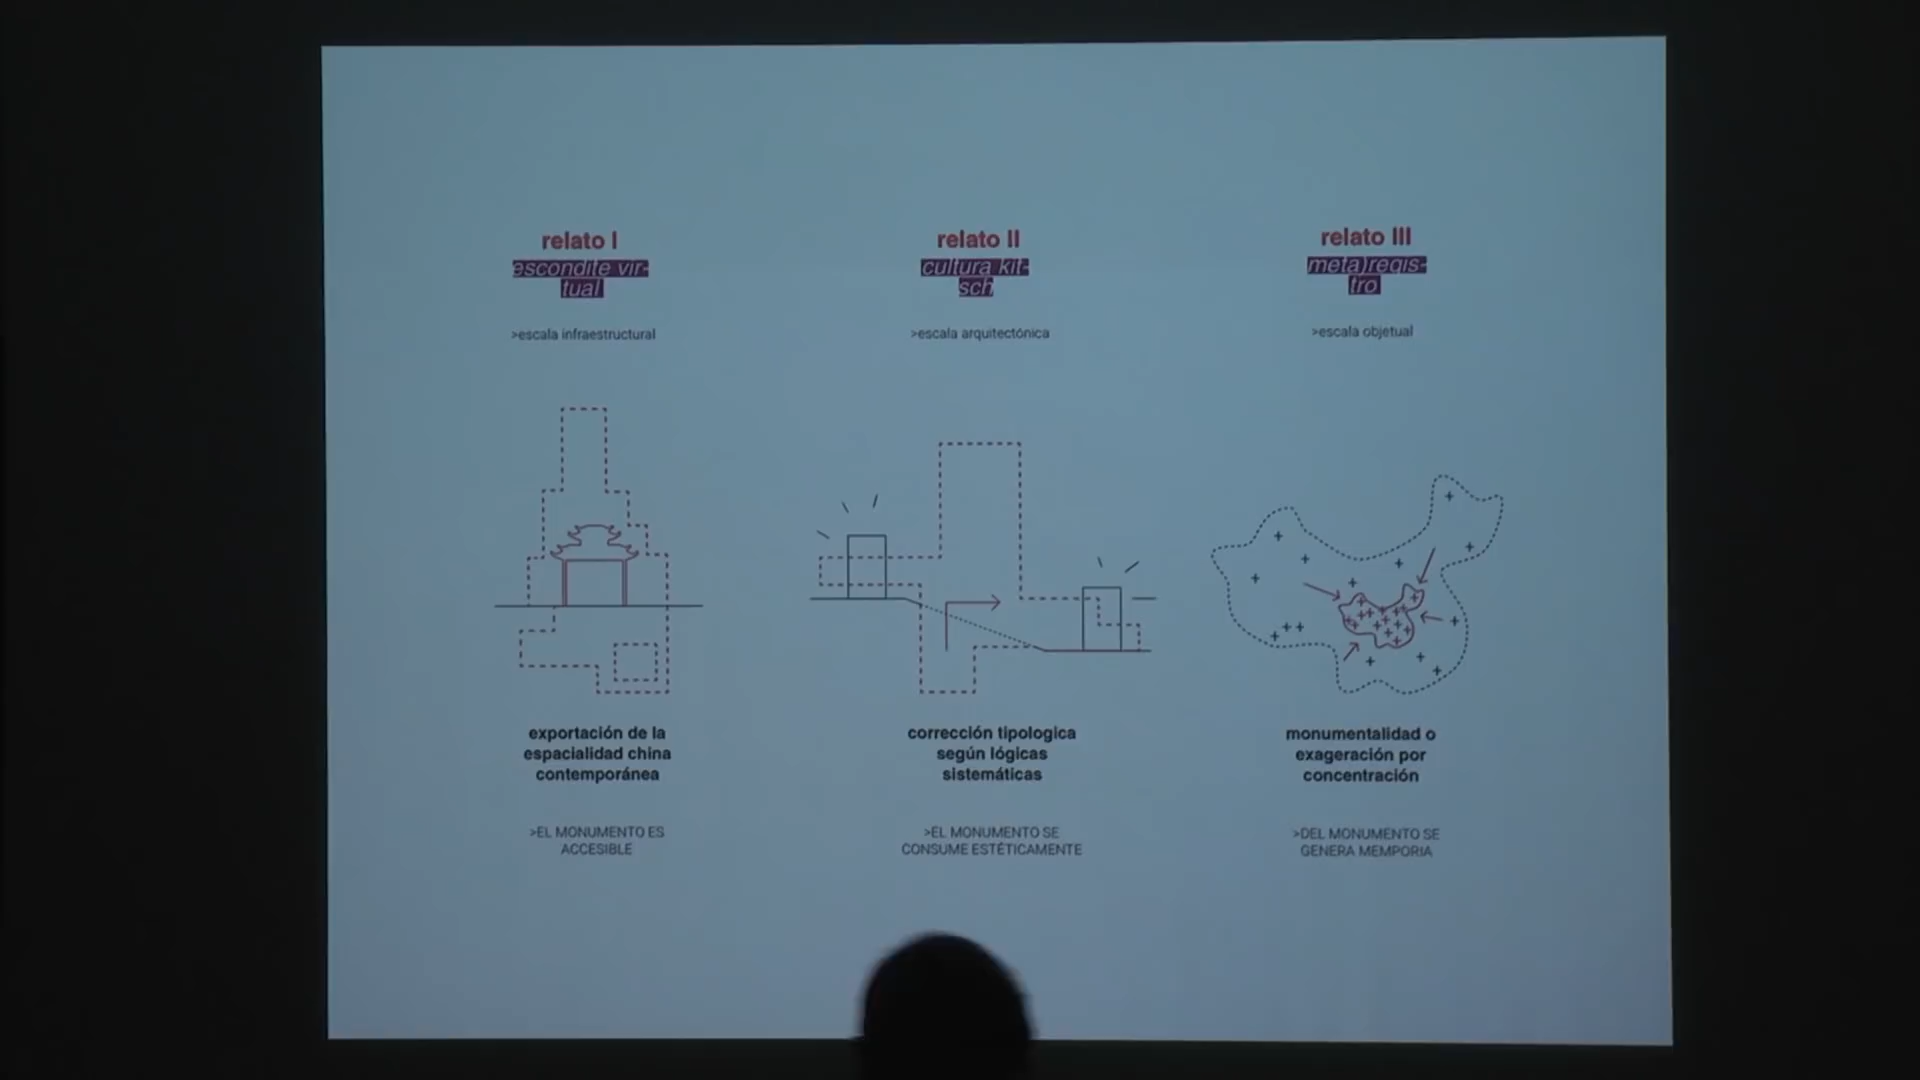 relato I
escondite vir-
tual
>escala infraestructural
exportación de la
espacialidad china
contemporánea
>EL MONUMENTO ES
ACCESIBLE
relato II
cultura kit-
sch
>escala arquitectónica
corrección tipologica
según lógicas
sistemáticas
>EL MONUMENTO SE
CONSUME ESTÉTICAMENTE
relato III
meta)regis-
tro
>escala objetual
monumentalidad o
exageración por
concentración
>DEL MONUMENTO SE
GENERA MEMPORIA